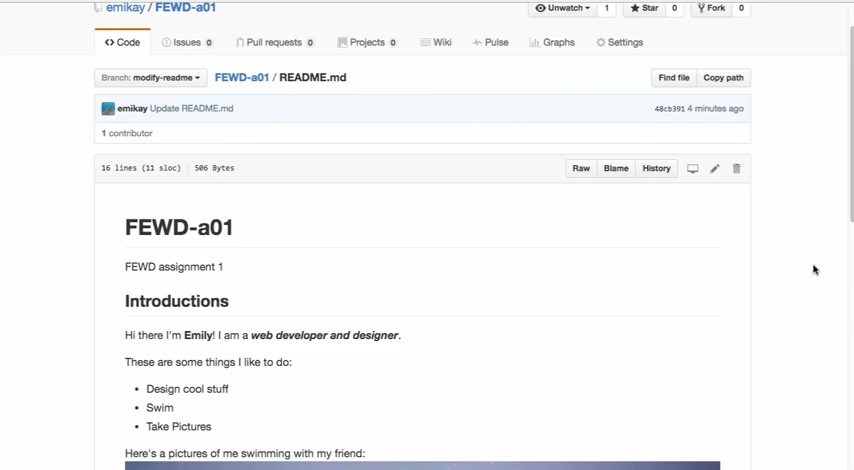 emikay / FEWD-a01
Unwatch 1 Star 0 Fork 0
Code Issues 0 Pull requests 0 Projects 0 Wiki Pulse Graphs Settings
Branch: modify-readme FEWD-a01 / README.md Find file Copy path
emikay Update README.md 48cb391 4 minutes ago
1 contributor
16 lines (11 sloc) 506 Bytes Raw Blame History
FEWD-a01
FEWD assignment 1
Introductions
Hi there I'm Emily! I am a web developer and designer.
These are some things I like to do:
• Design cool stuff
• Swim
• Take Pictures
Here's a pictures of me swimming with my friend: